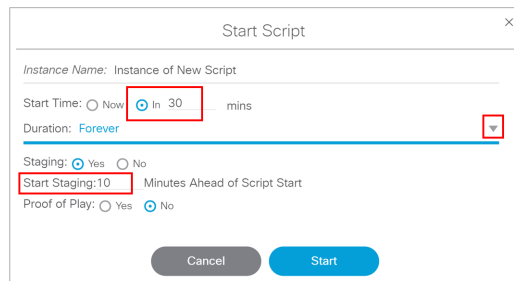 Start Script
Instance Name: Instance of New Script
Start Time: Now In 30 mins
Duration: Forever
Staging: Yes No
Start Staging:10 Minutes Ahead of Script Start
Proof of Play: Yes No
Cancel Start